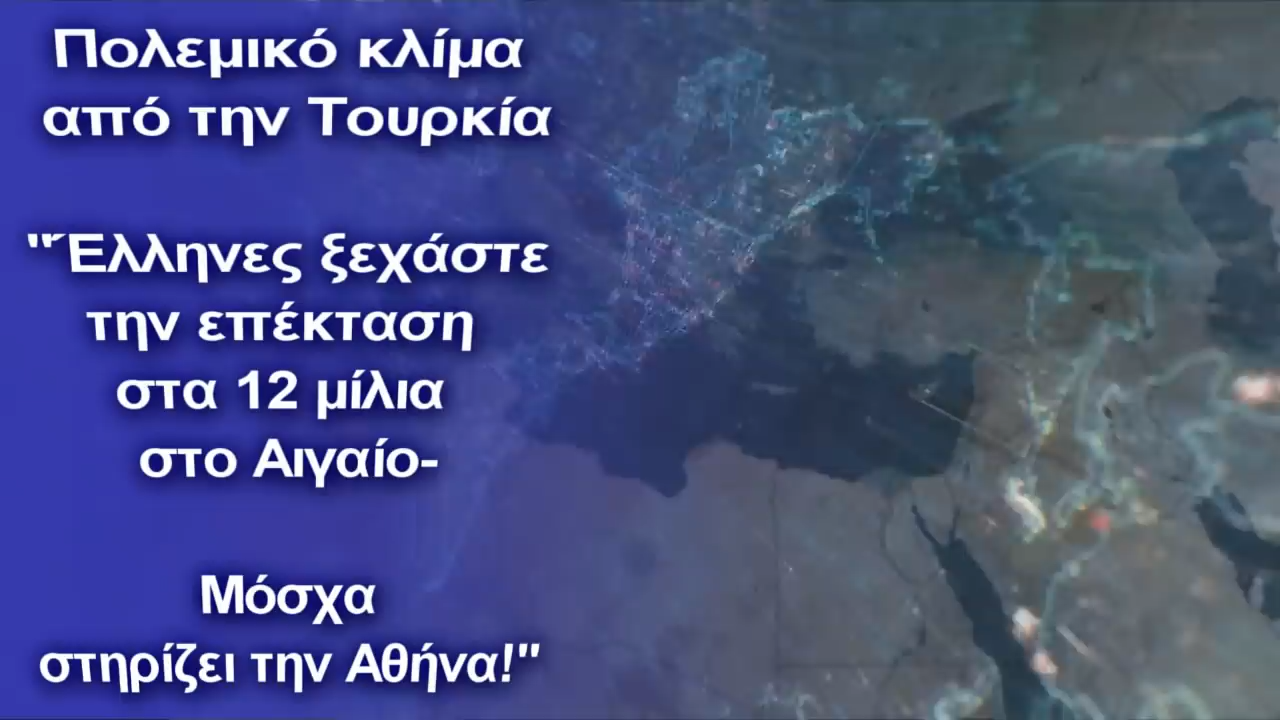 Πολεμικό κλίμα
από την Τουρκία
"Έλληνες ξεχάστε
την επέκταση
στα 12 μίλια
στο Αιγαίο-
Μόσχα
στηρίζει την Αθήνα!"